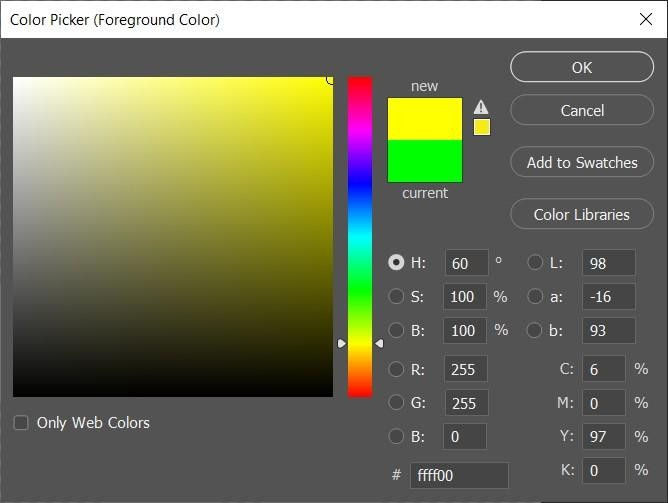 Color Picker (Foreground Color)
new
current
OK
Cancel
Add to Swatches
Color Libraries
H: 60 °
S: 100 %
B: 100 %
R: 255
G: 255
B: 0
# ffff00
L: 98
a: -16
b: 93
C: 6 %
M: 0 %
Y: 97 %
K: 0 %
Only Web Colors